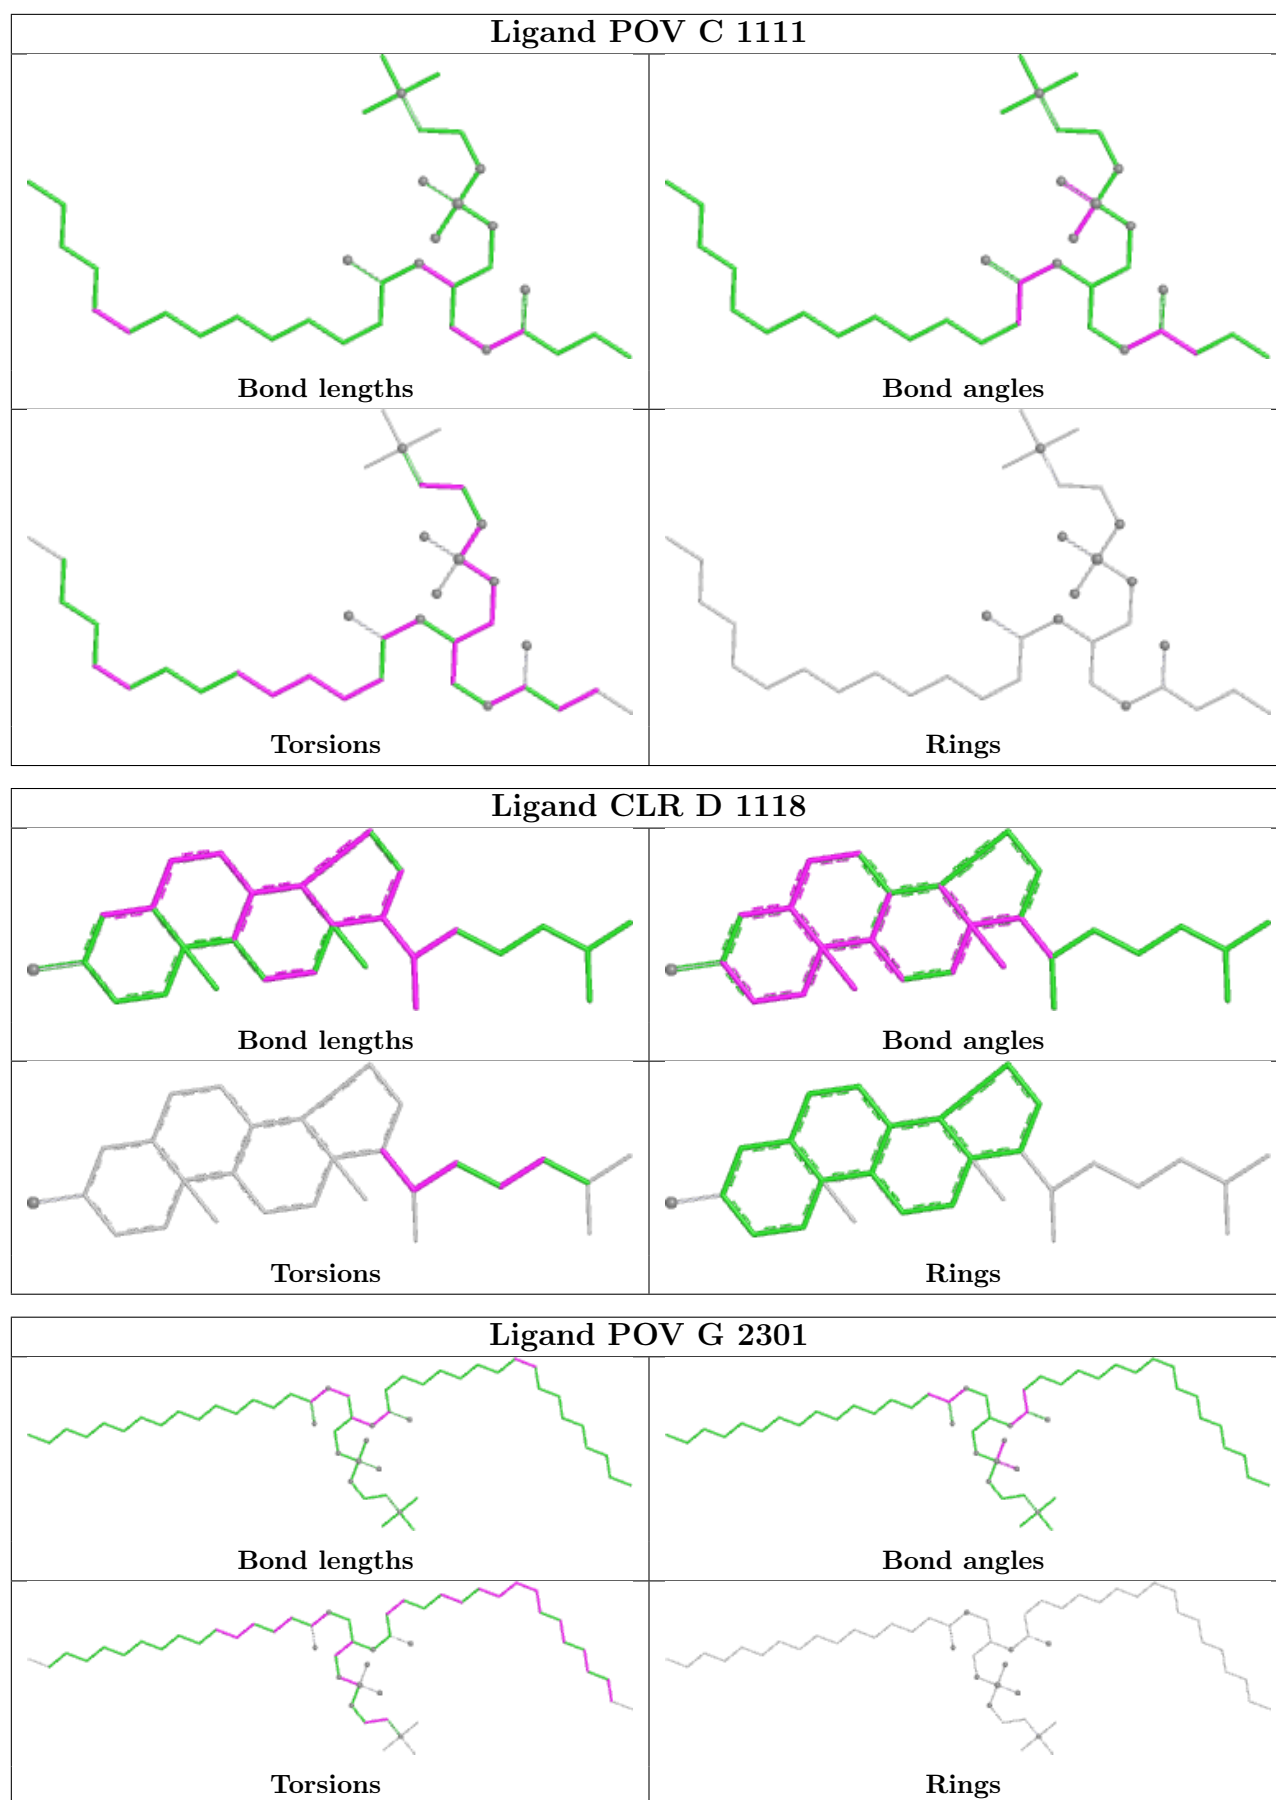 Ligand POV C 1111
Bond lengths
Bond angles
Torsions
Rings
Ligand CLR D 1118
Bond lengths
Bond angles
Torsions
Rings
Ligand POV G 2301
Bond lengths
Bond angles
Torsions
Rings